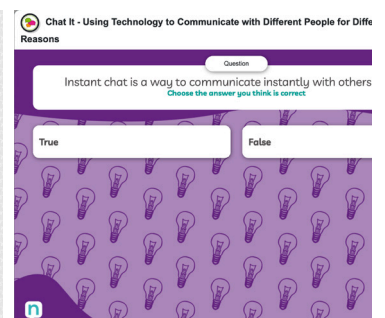 Chat It - Using Technology to Communicate with Different People for Diffe
Reasons
Question
Instant chat is a way to communicate instantly with others
Choose the answer you think is correct
True
False
n